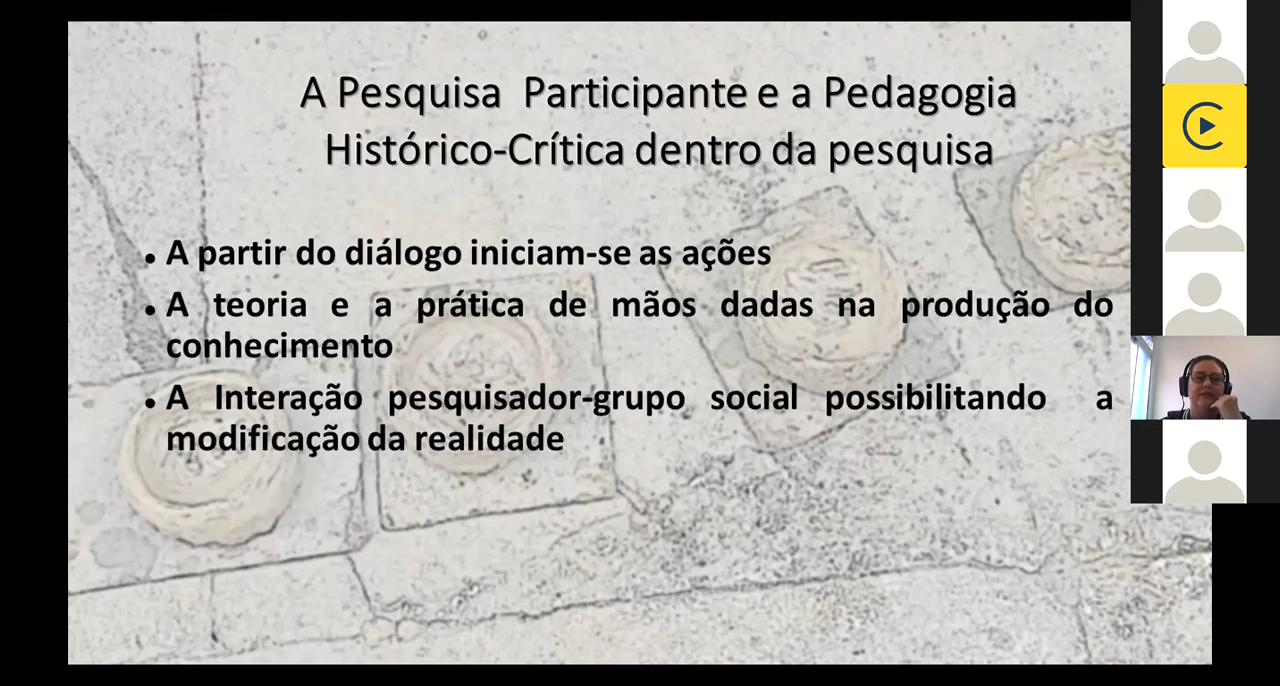 A Pesquisa Participante e a Pedagogia
Histórico-Crítica dentro da pesquisa
• A partir do diálogo iniciam-se as ações
• A teoria e a prática de mãos dadas na produção do
conhecimento
• A Interação pesquisador-grupo social possibilitando a
modificação da realidade